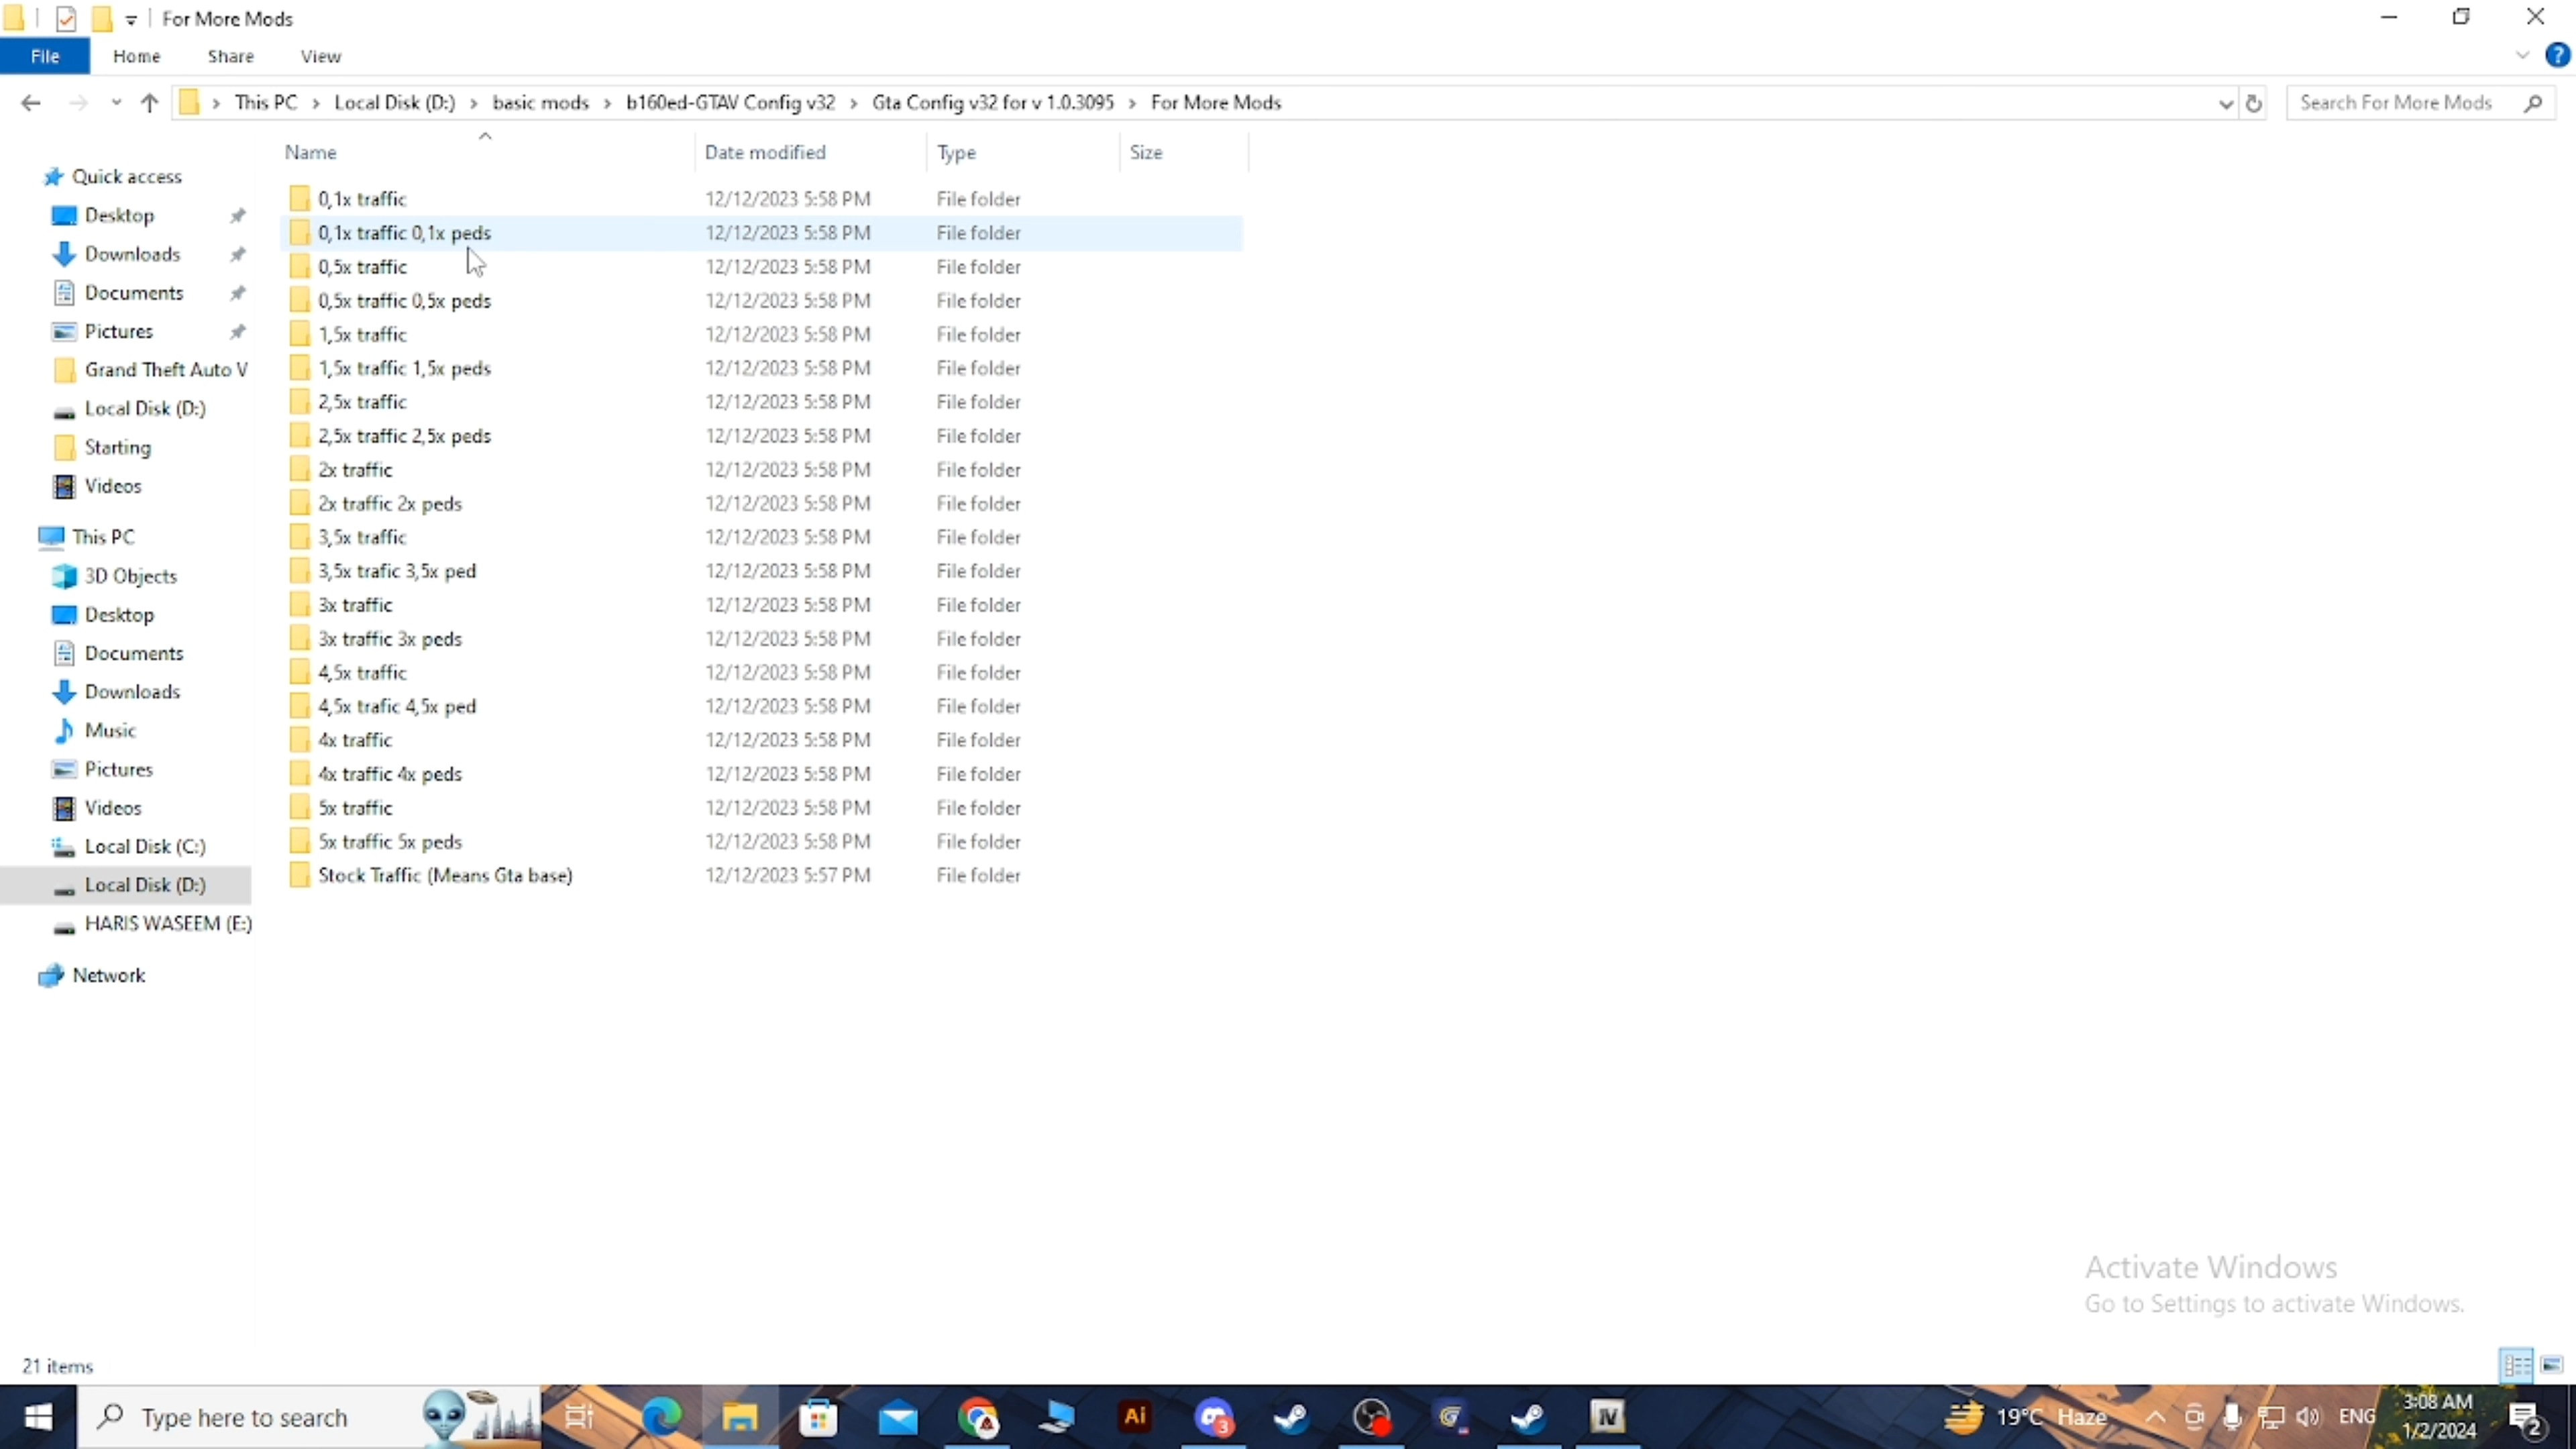 For More Mods
File Home Share View
This PC > Local Disk (D:) > basic mods > b160ed-GTAV Config v32 > Gta Config v32 for v 1.0.3095 > For More Mods
Search For More Mods
Name Date modified Type Size
Quick access
Desktop
Downloads
Documents
Pictures
Grand Theft Auto V
Local Disk (D:)
Starting
Videos
This PC
3D Objects
Desktop
Documents
Downloads
Music
Pictures
Videos
Local Disk (C:)
Local Disk (D:)
HARIS WASEEM (E:)
Network
0,1x traffic 12/12/2023 5:58 PM File folder
0,1x traffic 0,1x peds 12/12/2023 5:58 PM File folder
0,5x traffic 12/12/2023 5:58 PM File folder
0,5x traffic 0,5x peds 12/12/2023 5:58 PM File folder
1,5x traffic 12/12/2023 5:58 PM File folder
1,5x traffic 1,5x peds 12/12/2023 5:58 PM File folder
2,5x traffic 12/12/2023 5:58 PM File folder
2,5x traffic 2,5x peds 12/12/2023 5:58 PM File folder
2x traffic 12/12/2023 5:58 PM File folder
2x traffic 2x peds 12/12/2023 5:58 PM File folder
3,5x traffic 12/12/2023 5:58 PM File folder
3,5x trafic 3,5x ped 12/12/2023 5:58 PM File folder
3x traffic 12/12/2023 5:58 PM File folder
3x traffic 3x peds 12/12/2023 5:58 PM File folder
4,5x traffic 12/12/2023 5:58 PM File folder
4,5x trafic 4,5x ped 12/12/2023 5:58 PM File folder
4x traffic 12/12/2023 5:58 PM File folder
4x traffic 4x peds 12/12/2023 5:58 PM File folder
5x traffic 12/12/2023 5:58 PM File folder
5x traffic 5x peds 12/12/2023 5:58 PM File folder
Stock Traffic (Means Gta base) 12/12/2023 5:57 PM File folder
Activate Windows
Go to Settings to activate Windows.
21 items
Type here to search
Ai
3
IV
19°C Haze
ENG
3:08 AM
1/2/2024
2